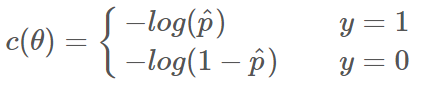 c(θ) = { −log(p̂) y = 1
−log(1 − p̂) y = 0